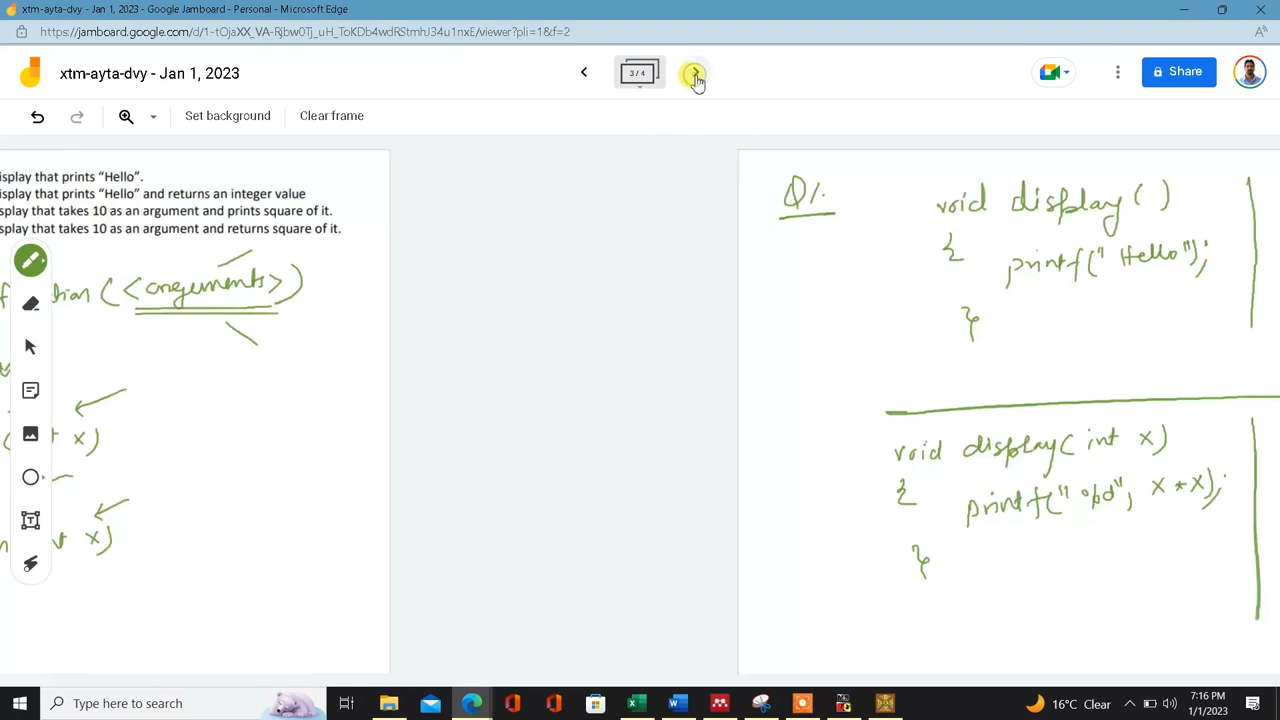 xtm-ayta-dvy - Google Jamboard - Personal - Microsoft Edge
https://jamboard.google.com/d/1-tOjaXX_VA-Rjbw0Tj_uH_ToKDb4wdRStmhJ34u1nxE/viewer?pli=1&f=2
xtm-ayta-dvy - Jan 1, 2023
3 / 4
Share
Set background
Clear frame
isplay that prints "Hello".
isplay that prints "Hello" and returns an integer value
splay that takes 10 as an argument and prints square of it.
splay that takes 10 as an argument and returns square of it.
(<arguments>)
x)
x)
Q1.
void display ( )
{
printf(" Hello");
}
void display( int x)
{
printf(" %d", x * x);
}
Type here to search
16°C Clear
7:16 PM
1/1/2023